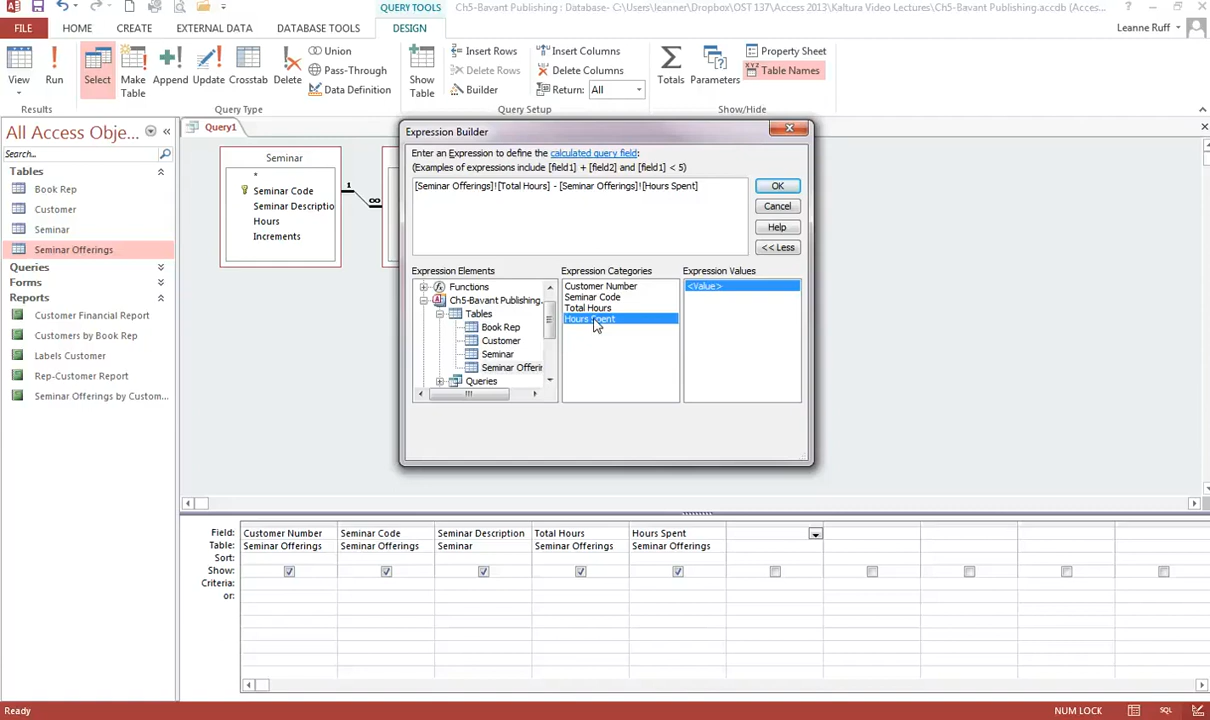 QUERY TOOLS
Ch5-Bavant Publishing : Database- C:\Users\leanner\Dropbox\OST 137\Access 2013\Kaltura Video Lectures\Ch5-Bavant Publishing.accdb (Acces...
FILE HOME CREATE EXTERNAL DATA DATABASE TOOLS DESIGN Leanne Ruff
View
Run
Select
Make Table
Append
Update
Crosstab
Delete
Union
Pass-Through
Data Definition
Show Table
Insert Rows
Delete Rows
Builder
Insert Columns
Delete Columns
Return: All
Totals
Parameters
Property Sheet
XYZ Table Names
Results Query Type Query Setup Show/Hide
All Access Obje...
Search...
Tables
Book Rep
Customer
Seminar
Seminar Offerings
Queries
Forms
Reports
Customer Financial Report
Customers by Book Rep
Labels Customer
Rep-Customer Report
Seminar Offerings by Custom...
Query1
Seminar
*
Seminar Code
Seminar Descriptio
Hours
Increments
1
∞
Expression Builder
Enter an Expression to define the calculated query field:
(Examples of expressions include [field1] + [field2] and [field1] < 5)
[Seminar Offerings]![Total Hours] - [Seminar Offerings]![Hours Spent]
OK
Cancel
Help
<< Less
Expression Elements Expression Categories Expression Values
Functions
Ch5-Bavant Publishing.
Tables
Book Rep
Customer
Seminar
Seminar Offerin
Queries
Customer Number
Seminar Code
Total Hours
Hours Spent
<Value>
Field: Customer Number Seminar Code Seminar Description Total Hours Hours Spent
Table: Seminar Offerings Seminar Offerings Seminar Seminar Offerings Seminar Offerings
Sort:
Show:
Criteria:
or:
Ready NUM LOCK SQL